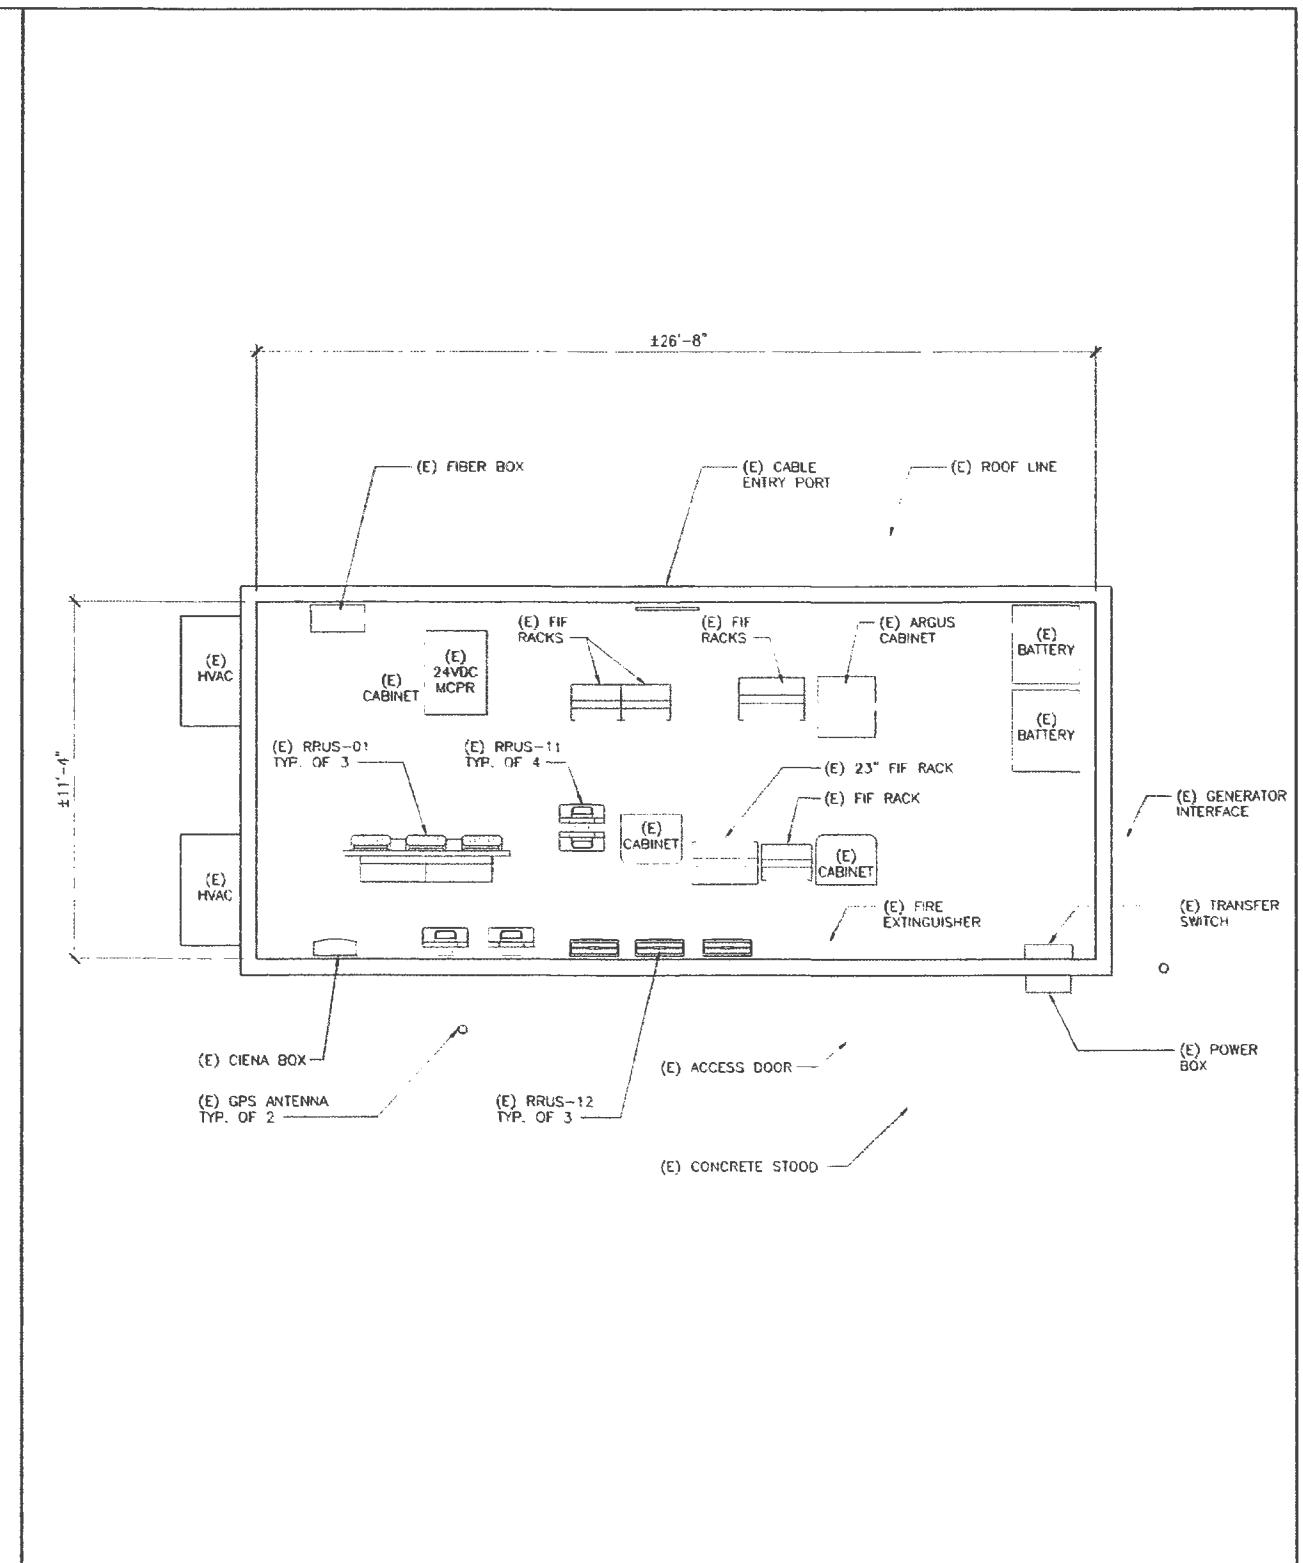 ±26'-8"
(E) FIBER BOX
(E) CABLE
ENTRY PORT
(E) ROOF LINE
±11'-4"
(E)
HVAC
(E)
CABINET
(E)
24VDC
MCPR
(E) FIF
RACKS
(E) FIF
RACKS
(E) ARGUS
CABINET
(E)
BATTERY
(E)
BATTERY
(E) RRUS-01
TYP. OF 3
(E) RRUS-11
TYP. OF 4
(E) 23" FIF RACK
(E) FIF RACK
(E) GENERATOR
INTERFACE
(E)
HVAC
(E)
CABINET
(E)
CABINET
(E) FIRE
EXTINGUISHER
(E) TRANSFER
SWITCH
(E) CIENA BOX
(E) ACCESS DOOR
(E) POWER
BOX
(E) GPS ANTENNA
TYP. OF 2
(E) RRUS-12
TYP. OF 3
(E) CONCRETE STOOD